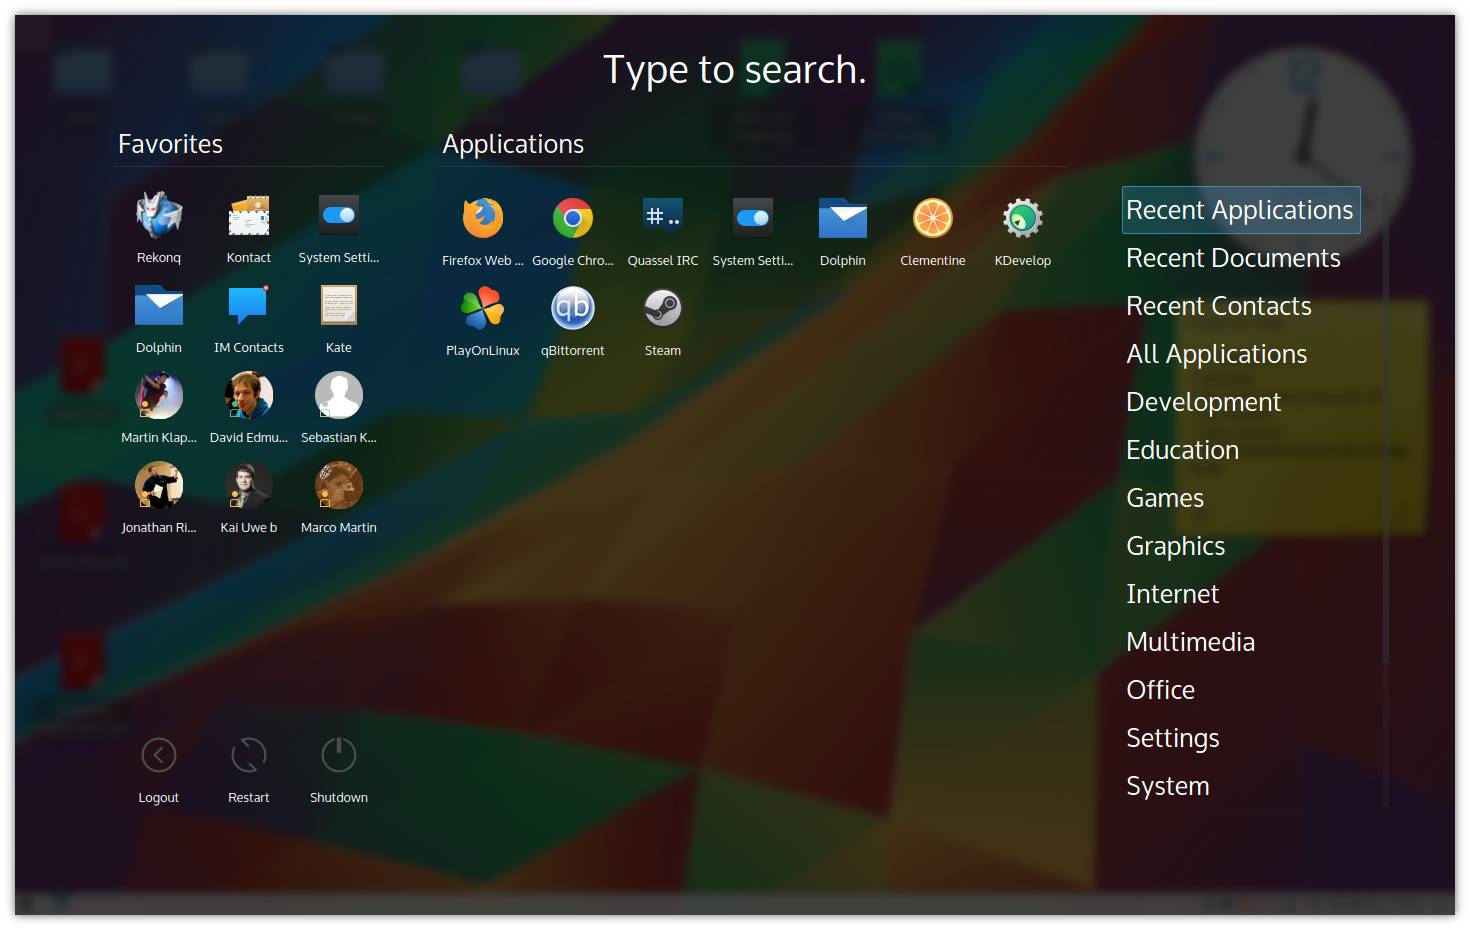 Type to search.
Favorites
Rekonq
Kontact
System Setti...
Dolphin
IM Contacts
Kate
Martin Klap...
David Edmu...
Sebastian K...
Jonathan Ri...
Kai Uwe b
Marco Martin
Logout
Restart
Shutdown
Applications
Firefox Web ...
Google Chro...
Quassel IRC
System Setti...
Dolphin
Clementine
KDevelop
PlayOnLinux
qb
qBittorrent
Steam
Recent Applications
Recent Documents
Recent Contacts
All Applications
Development
Education
Games
Graphics
Internet
Multimedia
Office
Settings
System